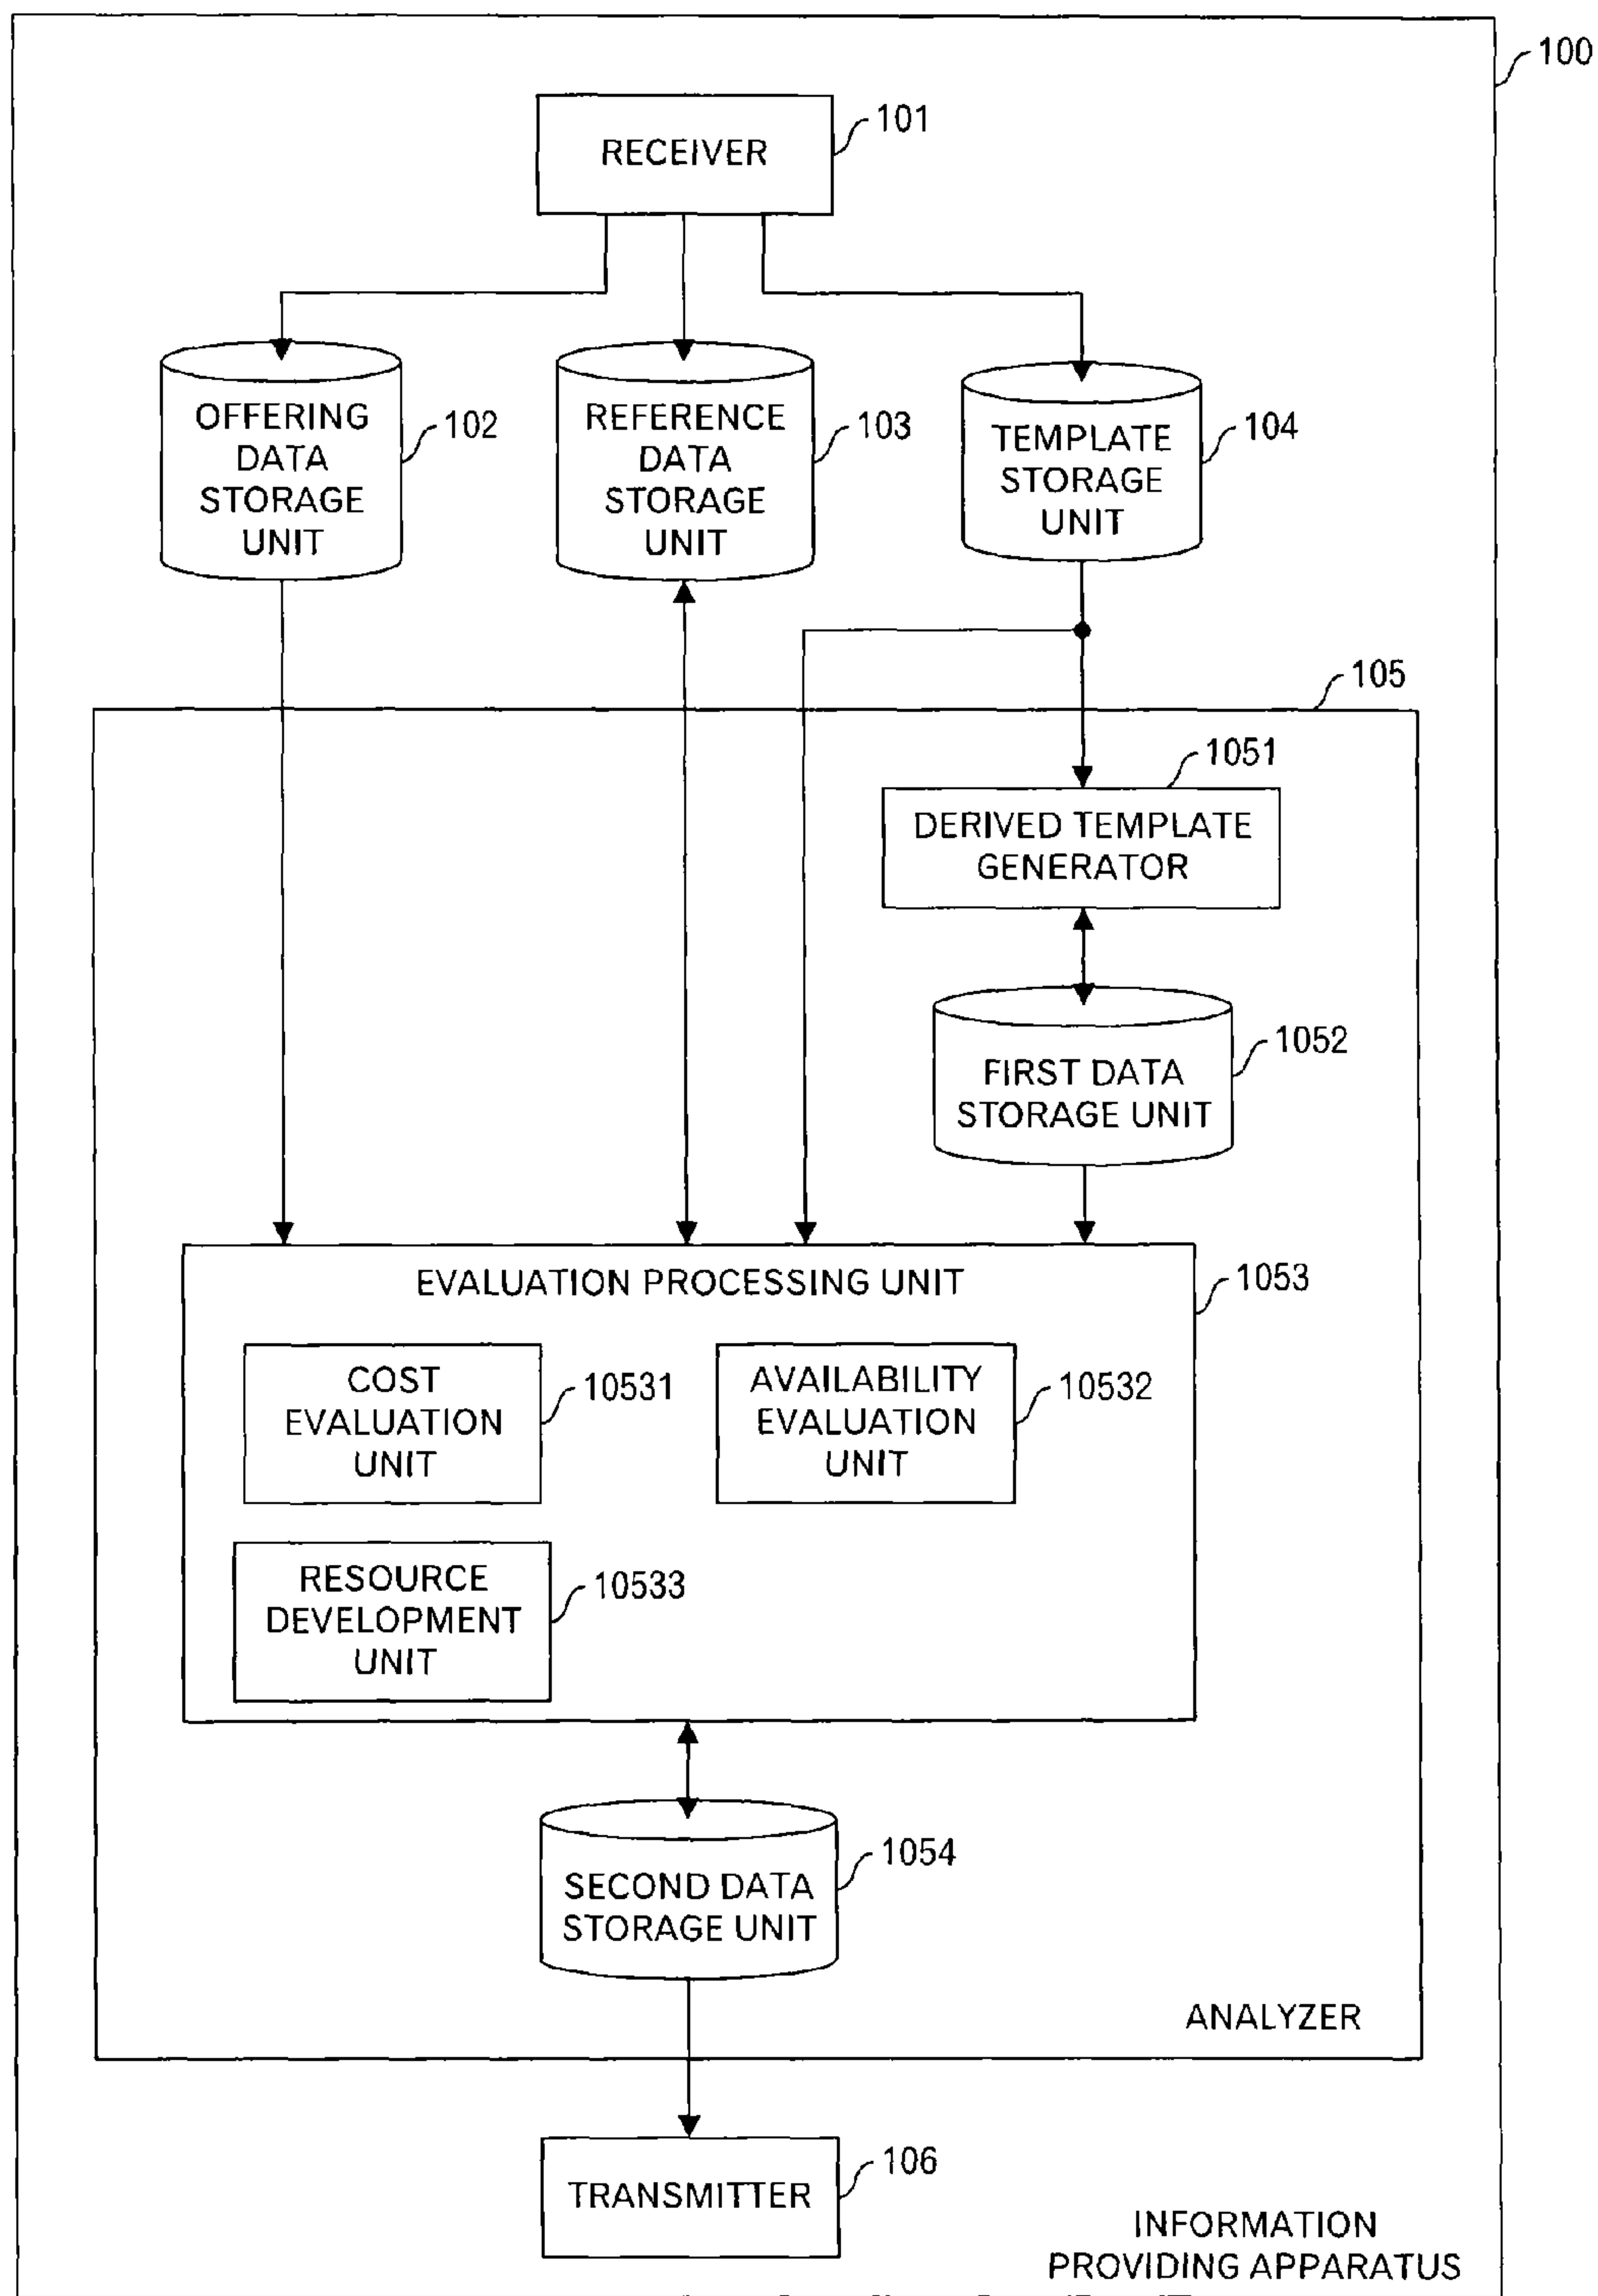 100
101
RECEIVER
OFFERING
DATA
STORAGE
UNIT
102
REFERENCE
DATA
STORAGE
UNIT
103
TEMPLATE
STORAGE
UNIT
104
105
1051
DERIVED TEMPLATE
GENERATOR
1052
FIRST DATA
STORAGE UNIT
EVALUATION PROCESSING UNIT
1053
COST
EVALUATION
UNIT
10531
AVAILABILITY
EVALUATION
UNIT
10532
RESOURCE
DEVELOPMENT
UNIT
10533
1054
SECOND DATA
STORAGE UNIT
ANALYZER
106
TRANSMITTER
INFORMATION
PROVIDING APPARATUS